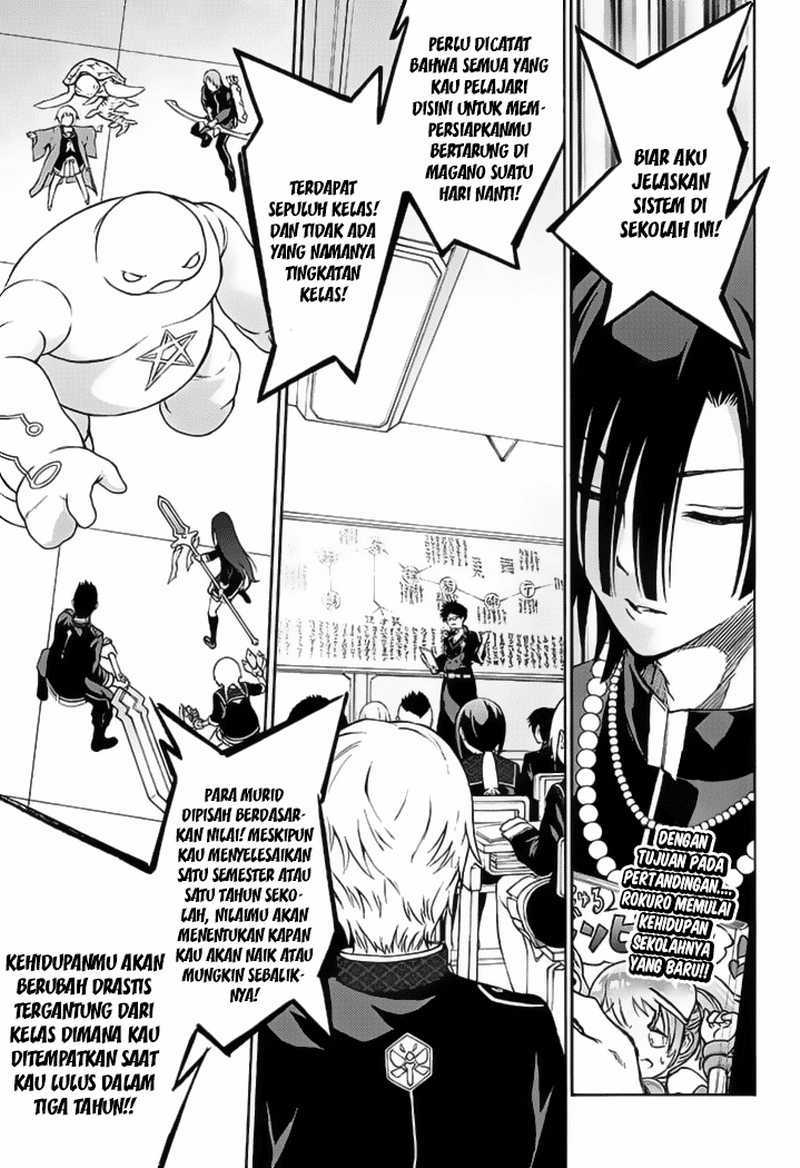 BIAR AKU
JELASKAN
SISTEM DI
SEKOLAH INI!
DENGAN
TUJUAN PADA
PERTANDINGAN....
ROKURO MEMULAI
KEHIDUPAN
SEKOLAHNYA
YANG BARU!!
PERLU DICATAT
BAHWA SEMUA YANG
KAU PELAJARI
DISINI UNTUK MEM-
PERSIAPKANMU
BERTARUNG DI
MAGANO SUATU
HARI NANTI!
TERDAPAT
SEPULUH KELAS!
DAN TIDAK ADA
YANG NAMANYA
TINGKATAN
KELAS!
PARA MURID
DIPISAH BERDASAR-
KAN NILAI! MESKIPUN
KAU MENYELESAIKAN
SATU SEMESTER ATAU
SATU TAHUN SEKO-
LAH, NILAIMU AKAN
MENENTUKAN KAPAN
KAU AKAN NAIK ATAU
MUNGKIN SEBALIK-
NYA!
KEHIDUPANMU AKAN
BERUBAH DRASTIS
TERGANTUNG DARI
KELAS DIMANA KAU
DITEMPATKAN SAAT
KAU LULUS DALAM
TIGA TAHUN!!